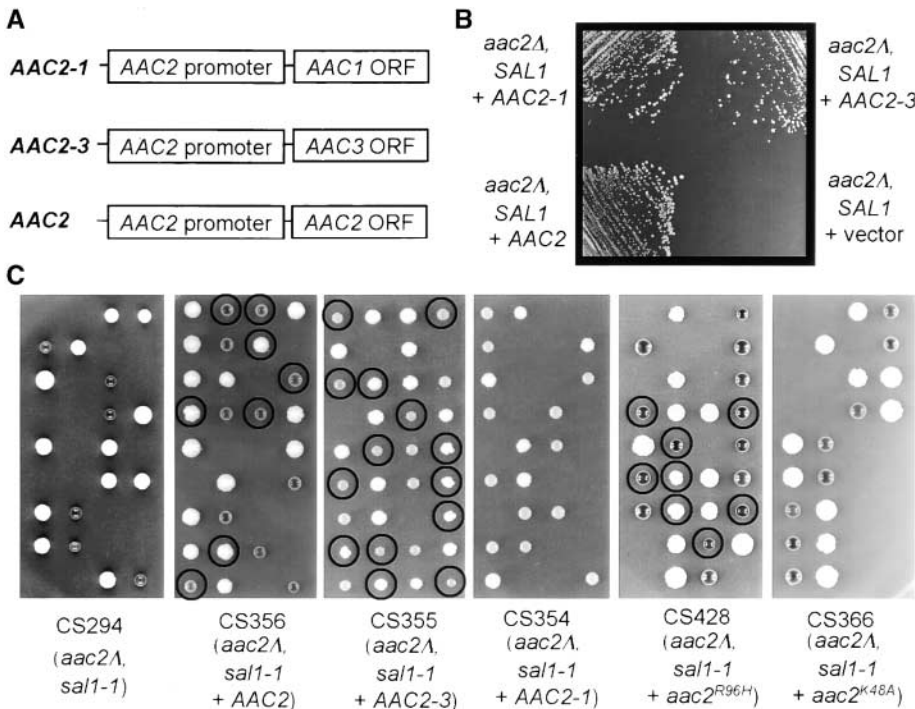 A
AAC2-1
AAC2 promoter
AAC1 ORF
AAC2-3
AAC2 promoter
AAC3 ORF
AAC2
AAC2 promoter
AAC2 ORF
B
aac2Δ,
SAL1
+ AAC2-1
aac2Δ,
SAL1
+ AAC2-3
aac2Δ,
SAL1
+ AAC2
aac2Δ,
SAL1
+ vector
C
CS294
(aac2Δ,
sal1-1)
CS356
(aac2Δ,
sal1-1
+ AAC2)
CS355
(aac2Δ,
sal1-1
+ AAC2-3)
CS354
(aac2Δ,
sal1-1
+ AAC2-1)
CS428
(aac2Δ,
sal1-1
+ aac2ᴿ⁹⁶ᴴ)
CS366
(aac2Δ,
sal1-1
+ aac2ᴷ⁴⁸ᴬ)